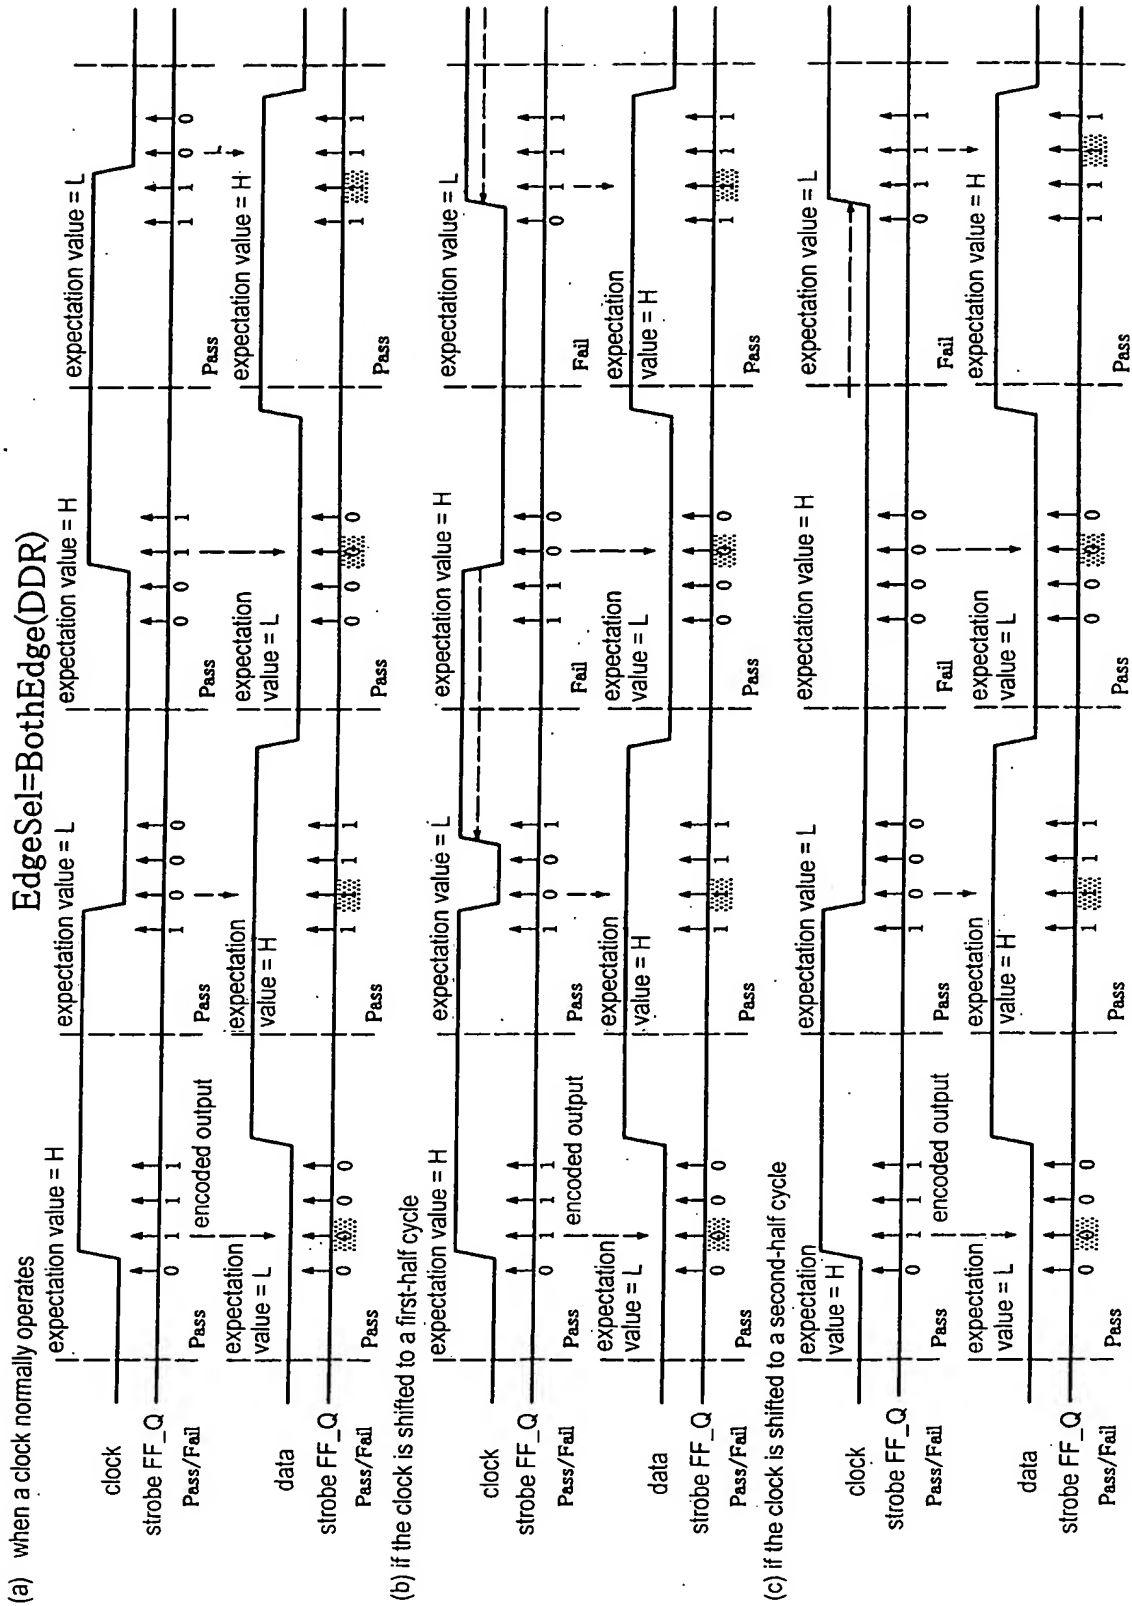 EdgeSel=BothEdge(DDR)
(a) when a clock normally operates
expectation value = H
expectation value = L
expectation value = H
expectation value = L
clock
strobe FF_Q
0 1 1 1
1 0 0 0
0 0 1 1
1 1 0 0
Pass/Fail
Pass
Pass
Pass
Pass
encoded output
expectation
value = L
expectation
value = H
expectation
value = L
expectation value = H
data
strobe FF_Q
0 0 0 0
1 1 1 1
0 0 0 0
1 1 1 1
Pass/Fail
Pass
Pass
Pass
Pass
(b) if the clock is shifted to a first-half cycle
expectation value = H
expectation value = L
expectation value = H
expectation value = L
clock
strobe FF_Q
0 1 1 1
1 0 0 1
1 1 0 0
0 1 1 1
Pass/Fail
Pass
Pass
Fail
Fail
encoded output
expectation
value = L
expectation
value = H
expectation
value = L
expectation
value = H
data
strobe FF_Q
0 0 0 0
1 1 1 1
0 0 0 0
1 1 1 1
Pass/Fail
Pass
Pass
Pass
Pass
(c) if the clock is shifted to a second-half cycle
expectation
value = H
expectation value = L
expectation value = H
expectation value = L
clock
strobe FF_Q
0 1 1 1
1 0 0 0
0 0 0 0
0 1 1 1
Pass/Fail
Pass
Pass
Fail
Fail
encoded output
expectation
value = L
expectation
value = H
expectation
value = L
expectation value = H
data
strobe FF_Q
0 0 0 0
1 1 1 1
0 0 0 0
1 1 1 1
Pass/Fail
Pass
Pass
Pass
Pass